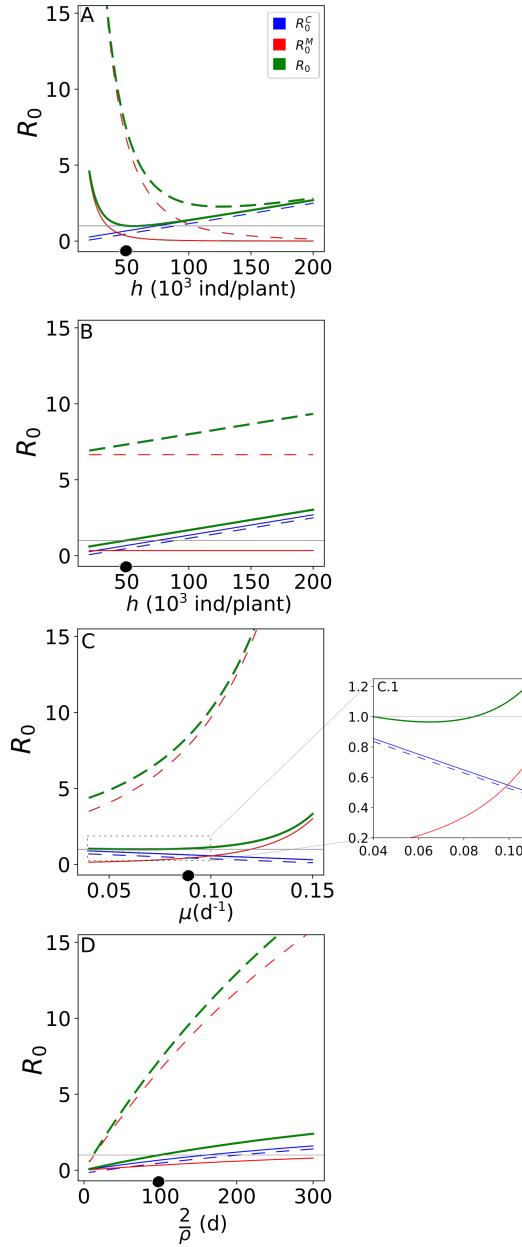 A
R_0^C
R_0^M
R_0
15
10
5
0
R_0
50 100 150 200
h (10^3 ind/plant)
B
15
10
5
0
R_0
50 100 150 200
h (10^3 ind/plant)
C
15
10
5
0
R_0
0.05 0.10 0.15
μ(d^-1)
C.1
1.2
1.0
0.8
0.6
0.4
0.2
0.04 0.06 0.08 0.10
D
15
10
5
0
R_0
0 100 200 300
2/ρ (d)